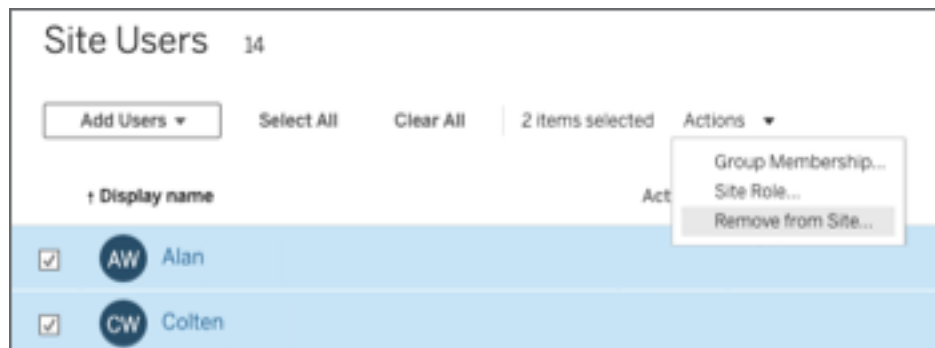 Site Users 14
Add Users Select All Clear All 2 items selected Actions
Group Membership...
Site Role...
Remove from Site...
↑ Display name Act
AW Alan
CW Colten